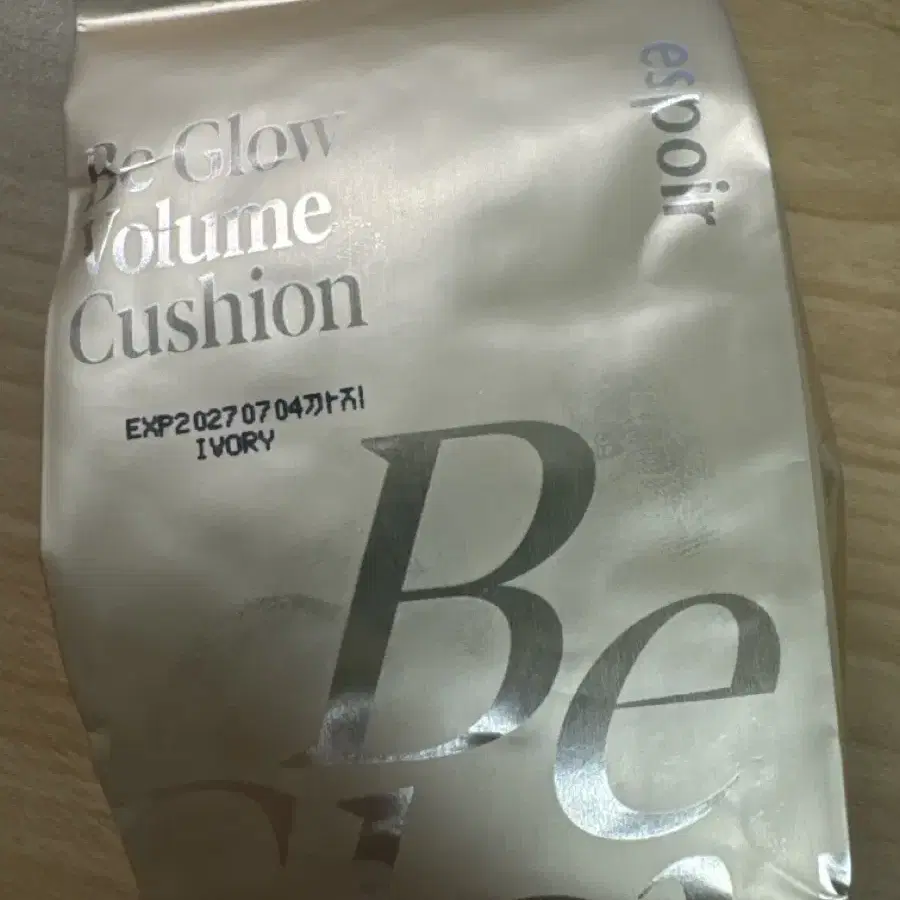 Be Glow
Volume
Cushion
espoir
EXP20270704까지
IVORY
Be